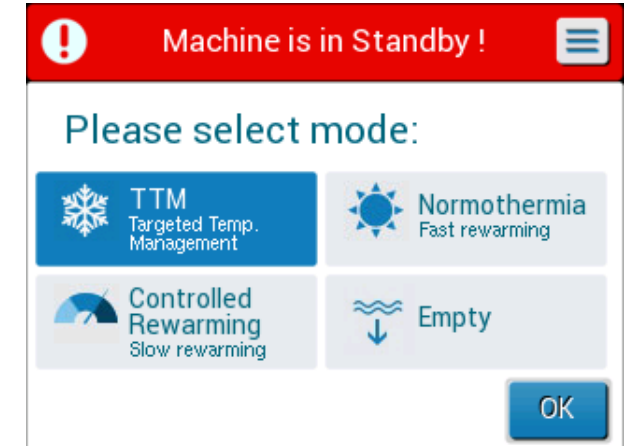 Machine is in Standby !
Please select mode:
TTM
Targeted Temp.
Management
Normothermia
Fast rewarming
Controlled
Rewarming
Slow rewarming
Empty
OK